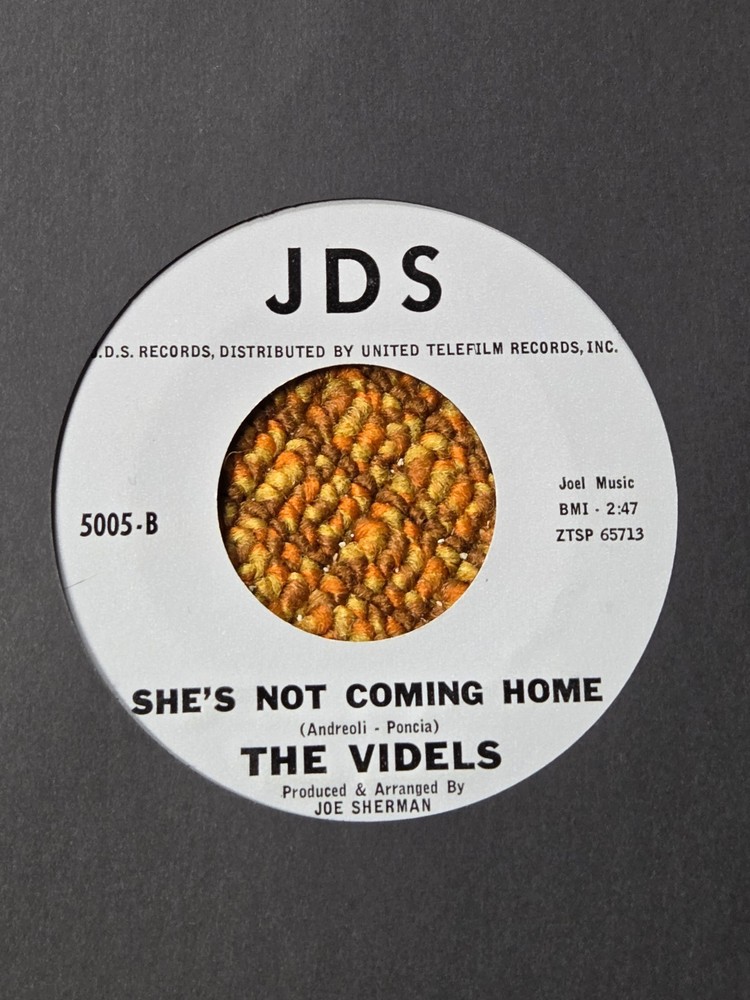 JDS
J.D.S. RECORDS, DISTRIBUTED BY UNITED TELEFILM RECORDS, INC.
5005-B
Joel Music
BMI - 2:47
ZTSP 65713
SHE'S NOT COMING HOME
(Andreoli - Poncia)
THE VIDELS
Produced & Arranged By
JOE SHERMAN